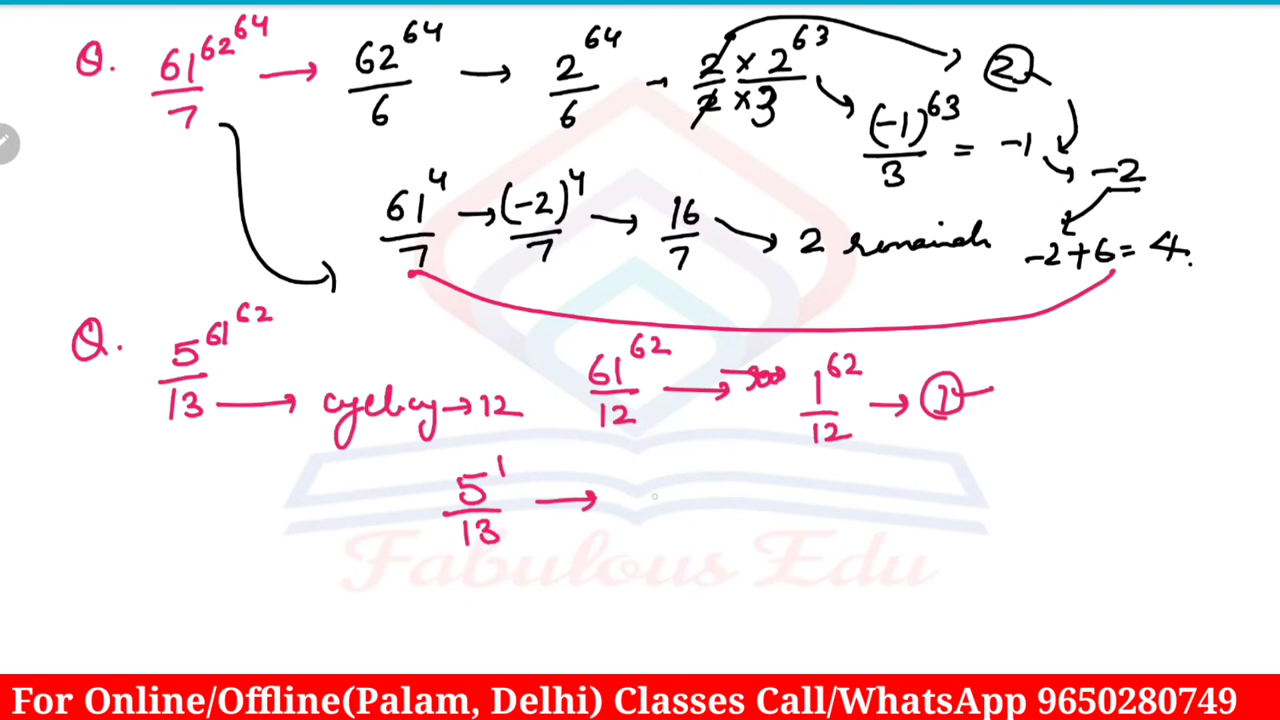 Q. 61^62^64 / 7 → 62^64 / 6 → 2^64 / 6 → 2 × 2^63 / 2 × 3 → 2
(-1)^63 / 3 = -1 → -2
61^4 / 7 → (-2)^4 / 7 → 16 / 7 → 2 -2+6 = 4.
Q. 5^61^62 / 13 → 12 61^62 / 12 → 1^62 / 12 → 1
5^1 / 13 →
Fabulous Edu
For Online/Offline(Palam, Delhi) Classes Call/WhatsApp 9650280749